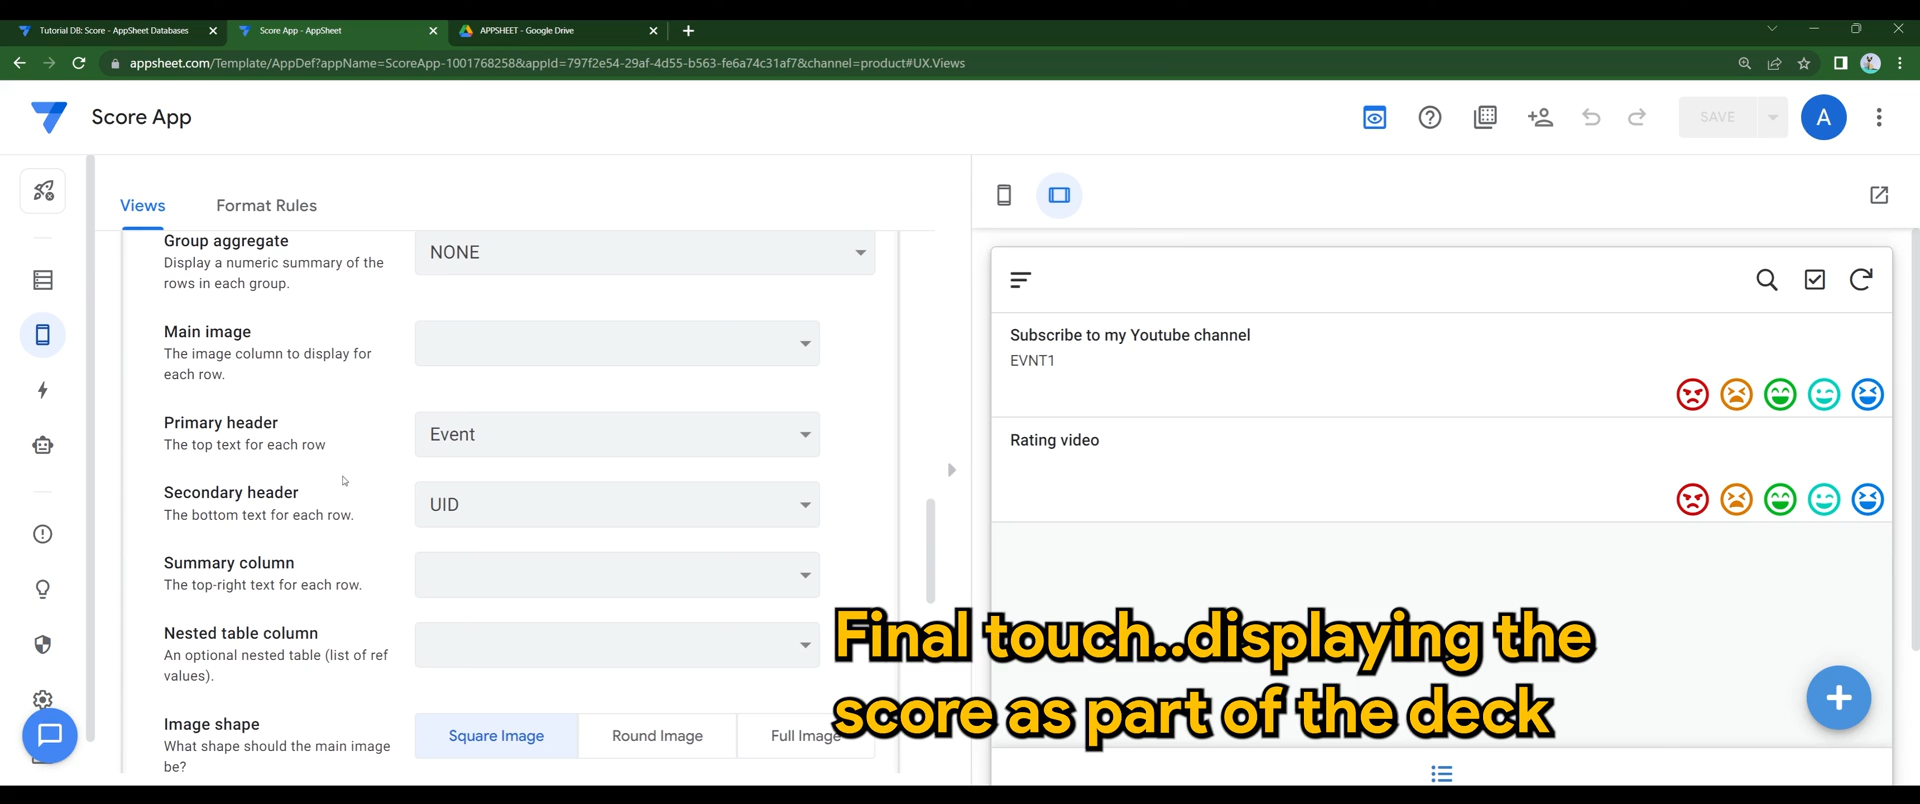 Tutorial DB: Score - AppSheet Databases
Score App - AppSheet
APPSHEET - Google Drive
appsheet.com/Template/AppDef?appName=ScoreApp-1001768258&appId=797f2e54-29af-4d55-b563-fe6a74c31af7&channel=product#UX.Views
Score App
SAVE
A
Views
Format Rules
Group aggregate
Display a numeric summary of the
rows in each group.
NONE
Main image
The image column to display for
each row.
Primary header
The top text for each row
Event
Secondary header
The bottom text for each row.
UID
Summary column
The top-right text for each row.
Nested table column
An optional nested table (list of ref
values).
Image shape
What shape should the main image
be?
Square Image
Round Image
Full Image
Subscribe to my Youtube channel
EVNT1
Rating video
Final touch..displaying the
score as part of the deck